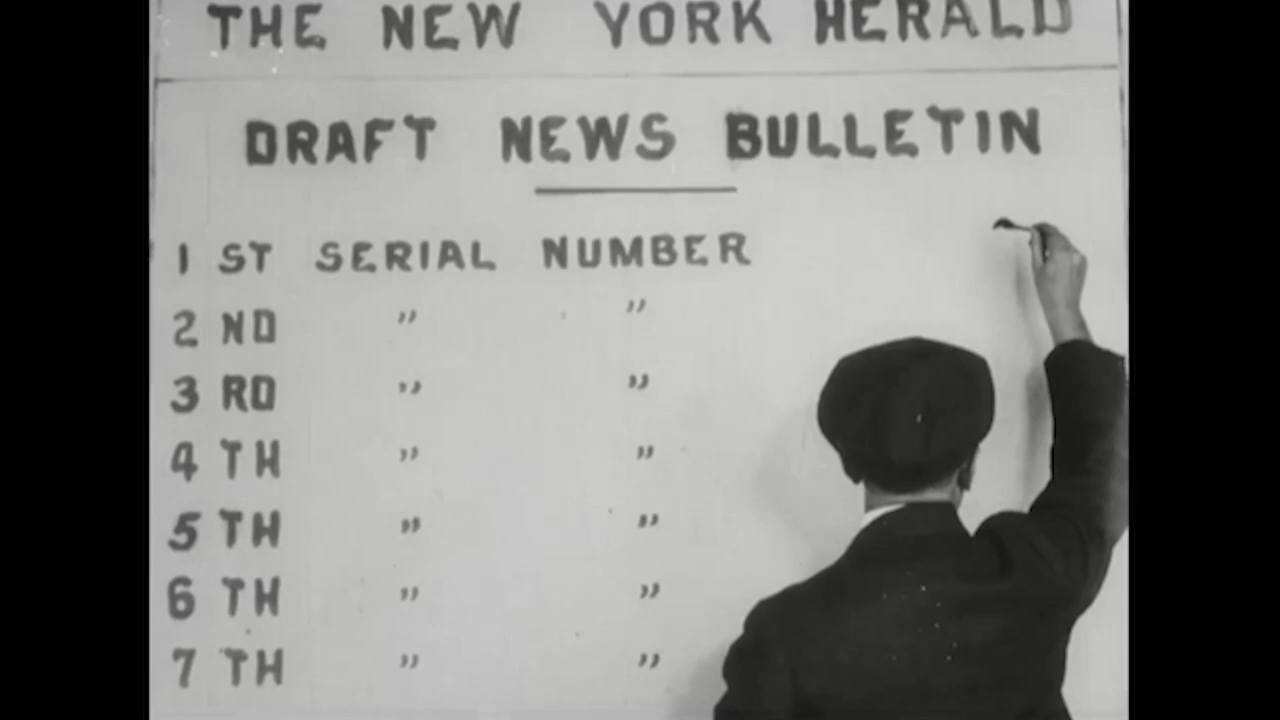 THE NEW YORK HERALD
DRAFT NEWS BULLETIN
1 ST SERIAL NUMBER
2 ND " "
3 RD " "
4 TH " "
5 TH " "
6 TH " "
7 TH " "